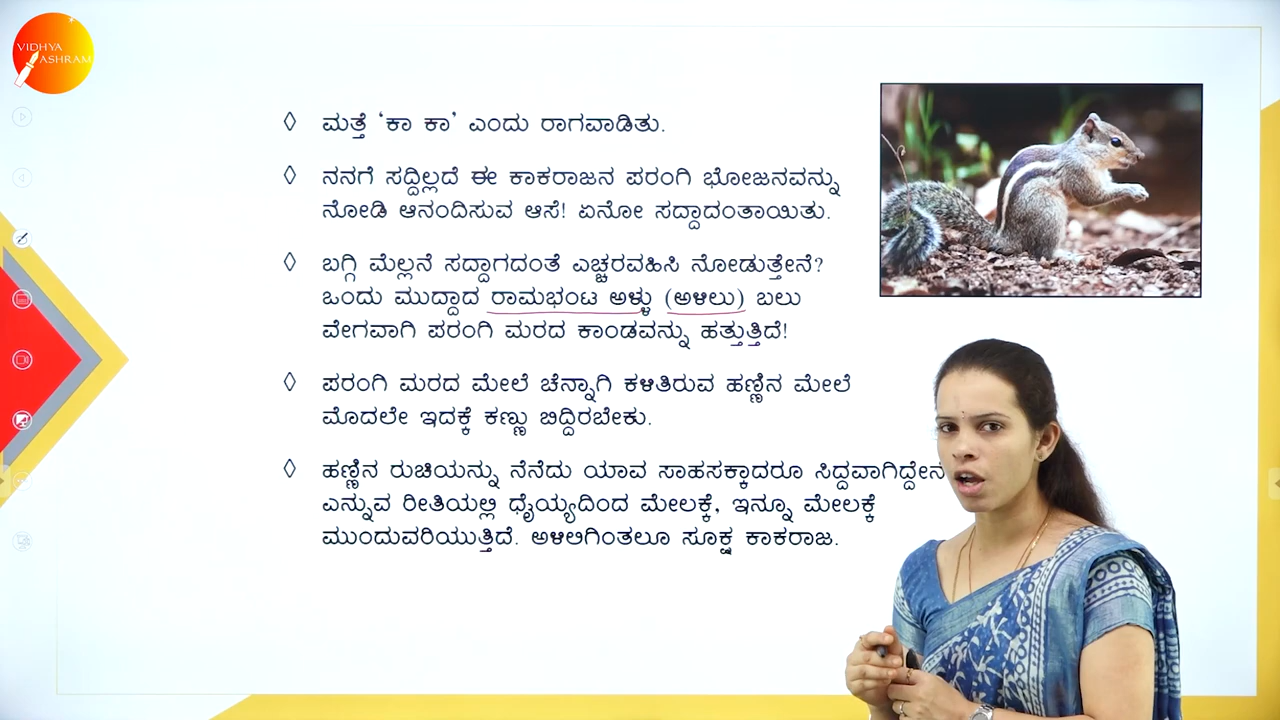 VIDHYA
ASHRAM
◊ ಮತ್ತೆ ‘ಕಾ ಕಾ’ ಎಂದು ರಾಗವಾಡಿತು.
◊ ನನಗೆ ಸದ್ದಿಲ್ಲದೆ ಈ ಕಾಕರಾಜನ ಪರಂಗಿ ಭೋಜನವನ್ನು
ನೋಡಿ ಆನಂದಿಸುವ ಆಸೆ! ಏನೋ ಸದ್ದಾದಂತಾಯಿತು.
◊ ಬಗ್ಗಿ ಮೆಲ್ಲನೆ ಸದ್ದಾಗದಂತೆ ಎಚ್ಚರವಹಿಸಿ ನೋಡುತ್ತೇನೆ?
ಒಂದು ಮುದ್ದಾದ ರಾಮಭಂಟ ಅಳ್ಳು (ಅಳಿಲು) ಬಲು
ವೇಗವಾಗಿ ಪರಂಗಿ ಮರದ ಕಾಂಡವನ್ನು ಹತ್ತುತ್ತಿದೆ!
◊ ಪರಂಗಿ ಮರದ ಮೇಲೆ ಚೆನ್ನಾಗಿ ಕಳಿತಿರುವ ಹಣ್ಣಿನ ಮೇಲೆ
ಮೊದಲೇ ಇದಕ್ಕೆ ಕಣ್ಣು ಬಿದ್ದಿರಬೇಕು.
◊ ಹಣ್ಣಿನ ರುಚಿಯನ್ನು ನೆನೆದು ಯಾವ ಸಾಹಸಕ್ಕಾದರೂ
ಎನ್ನುವ ರೀತಿಯಲ್ಲಿ ಧೈಯ್ಯದಿಂದ ಮೇಲಕ್ಕೆ, ಇನ್ನೂ ಮೇಲಕ್ಕೆ
ಮುಂದುವರಿಯುತ್ತಿದೆ. ಅಳಿಲಿಗಿಂತಲೂ ಸೂಕ್ಷ್ಮ ಕಾಕರಾಜ.